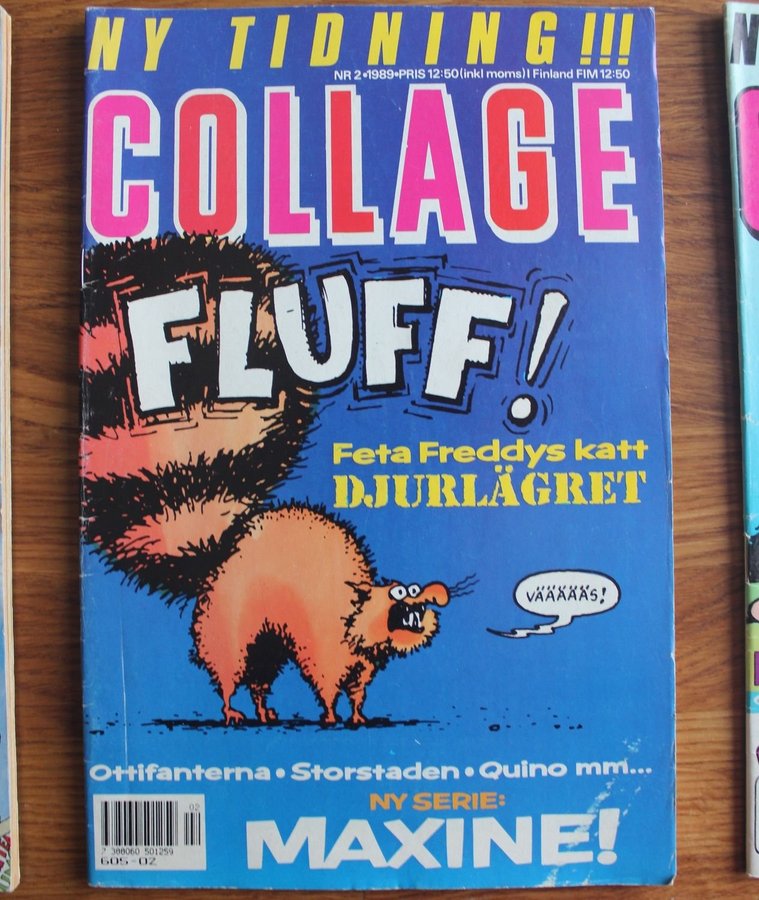 NY TIDNING!!!
NR 2•1989•PRIS 12:50(inkl moms) I Finland FIM 12:50
COLLAGE
FLUFF!
Feta Freddys katt
DJURLÄGRET
VÄÄÄÄÄS!
Ottifanterna • Storstaden • Quino mm...
NY SERIE:
MAXINE!
02
7 388060 501259
605-02